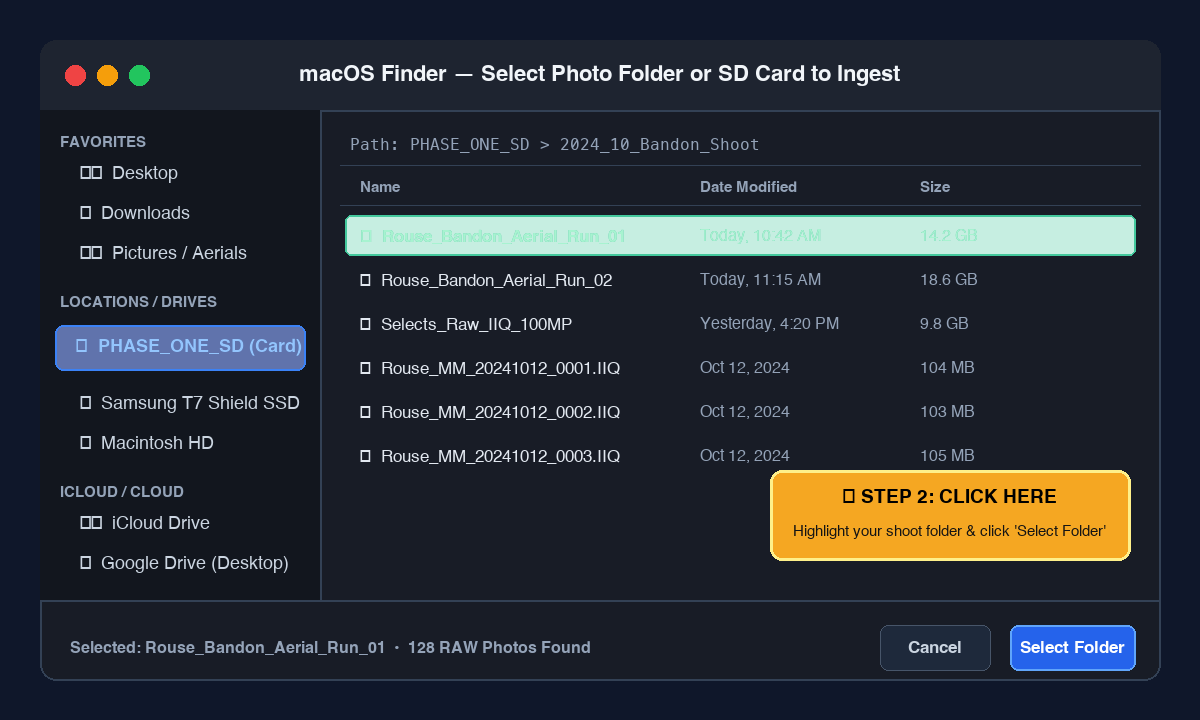 macOS Finder — Select Photo Folder or SD Card to Ingest
FAVORITES
Desktop
Downloads
Pictures / Aerials
LOCATIONS / DRIVES
PHASE_ONE_SD (Card)
Samsung T7 Shield SSD
Macintosh HD
ICLOUD / CLOUD
iCloud Drive
Google Drive (Desktop)
Path: PHASE_ONE_SD > 2024_10_Bandon_Shoot
Name Date Modified Size
Rouse_Bandon_Aerial_Run_01 Today, 10:42 AM 14.2 GB
Rouse_Bandon_Aerial_Run_02 Today, 11:15 AM 18.6 GB
Selects_Raw_IIQ_100MP Yesterday, 4:20 PM 9.8 GB
Rouse_MM_20241012_0001.IIQ Oct 12, 2024 104 MB
Rouse_MM_20241012_0002.IIQ Oct 12, 2024 103 MB
Rouse_MM_20241012_0003.IIQ Oct 12, 2024 105 MB
STEP 2: CLICK HERE
Highlight your shoot folder & click 'Select Folder'
Selected: Rouse_Bandon_Aerial_Run_01 · 128 RAW Photos Found
Cancel
Select Folder